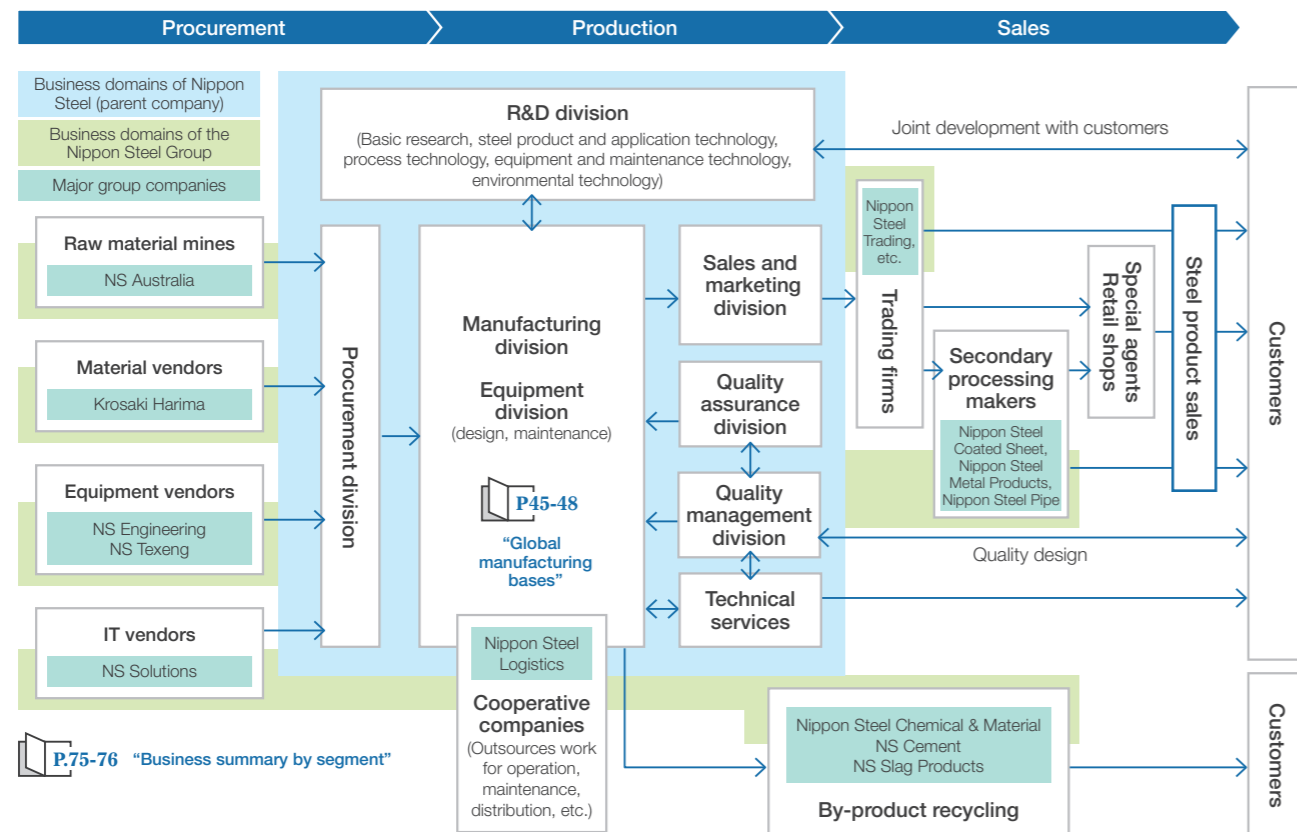 Procurement
Production
Sales
Business domains of Nippon
Steel (parent company)
Business domains of the
Nippon Steel Group
Major group companies
R&D division
(Basic research, steel product and application technology,
process technology, equipment and maintenance technology,
environmental technology)
Joint development with customers
Raw material mines
NS Australia
Material vendors
Krosaki Harima
Equipment vendors
NS Engineering
NS Texeng
IT vendors
NS Solutions
Procurement division
Manufacturing
division
Equipment
division
(design, maintenance)
P45-48
“Global
manufacturing
bases”
Sales and
marketing
division
Quality
assurance
division
Quality
management
division
Technical
services
Nippon
Steel
Trading,
etc.
Trading firms
Secondary
processing
makers
Nippon Steel
Coated Sheet,
Nippon Steel
Metal Products,
Nippon Steel Pipe
Special agents
Retail shops
Steel product sales
Customers
Quality design
Nippon Steel
Logistics
Cooperative
companies
(Outsources work
for operation,
maintenance,
distribution, etc.)
Nippon Steel Chemical & Material
NS Cement
NS Slag Products
By-product recycling
Customers
P.75-76 “Business summary by segment”